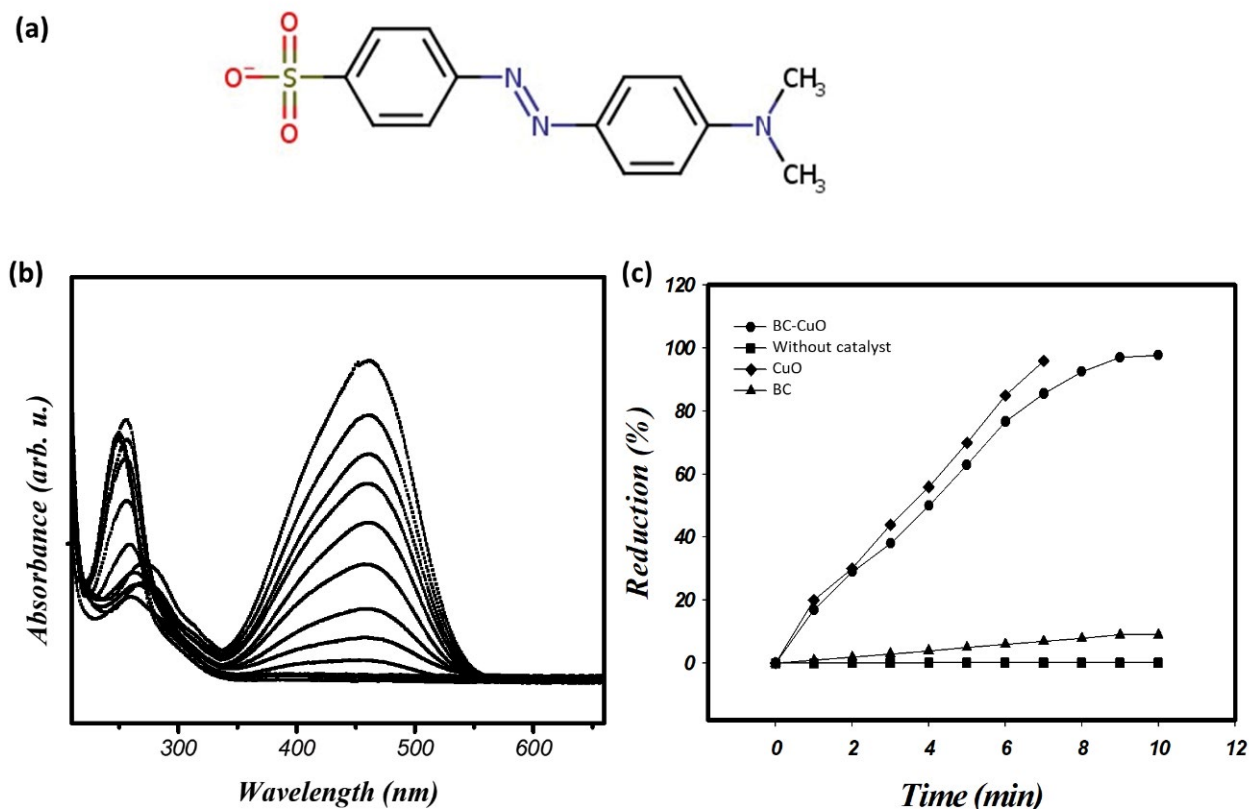 (a)
O
O⁻
S
O
N
N
N
CH₃
CH₃
(b)
Absorbance (arb. u.)
300
400
500
600
Wavelength (nm)
(c)
120
100
80
60
40
20
0
Reduction (%)
BC-CuO
Without catalyst
CuO
BC
0
2
4
6
8
10
12
Time (min)